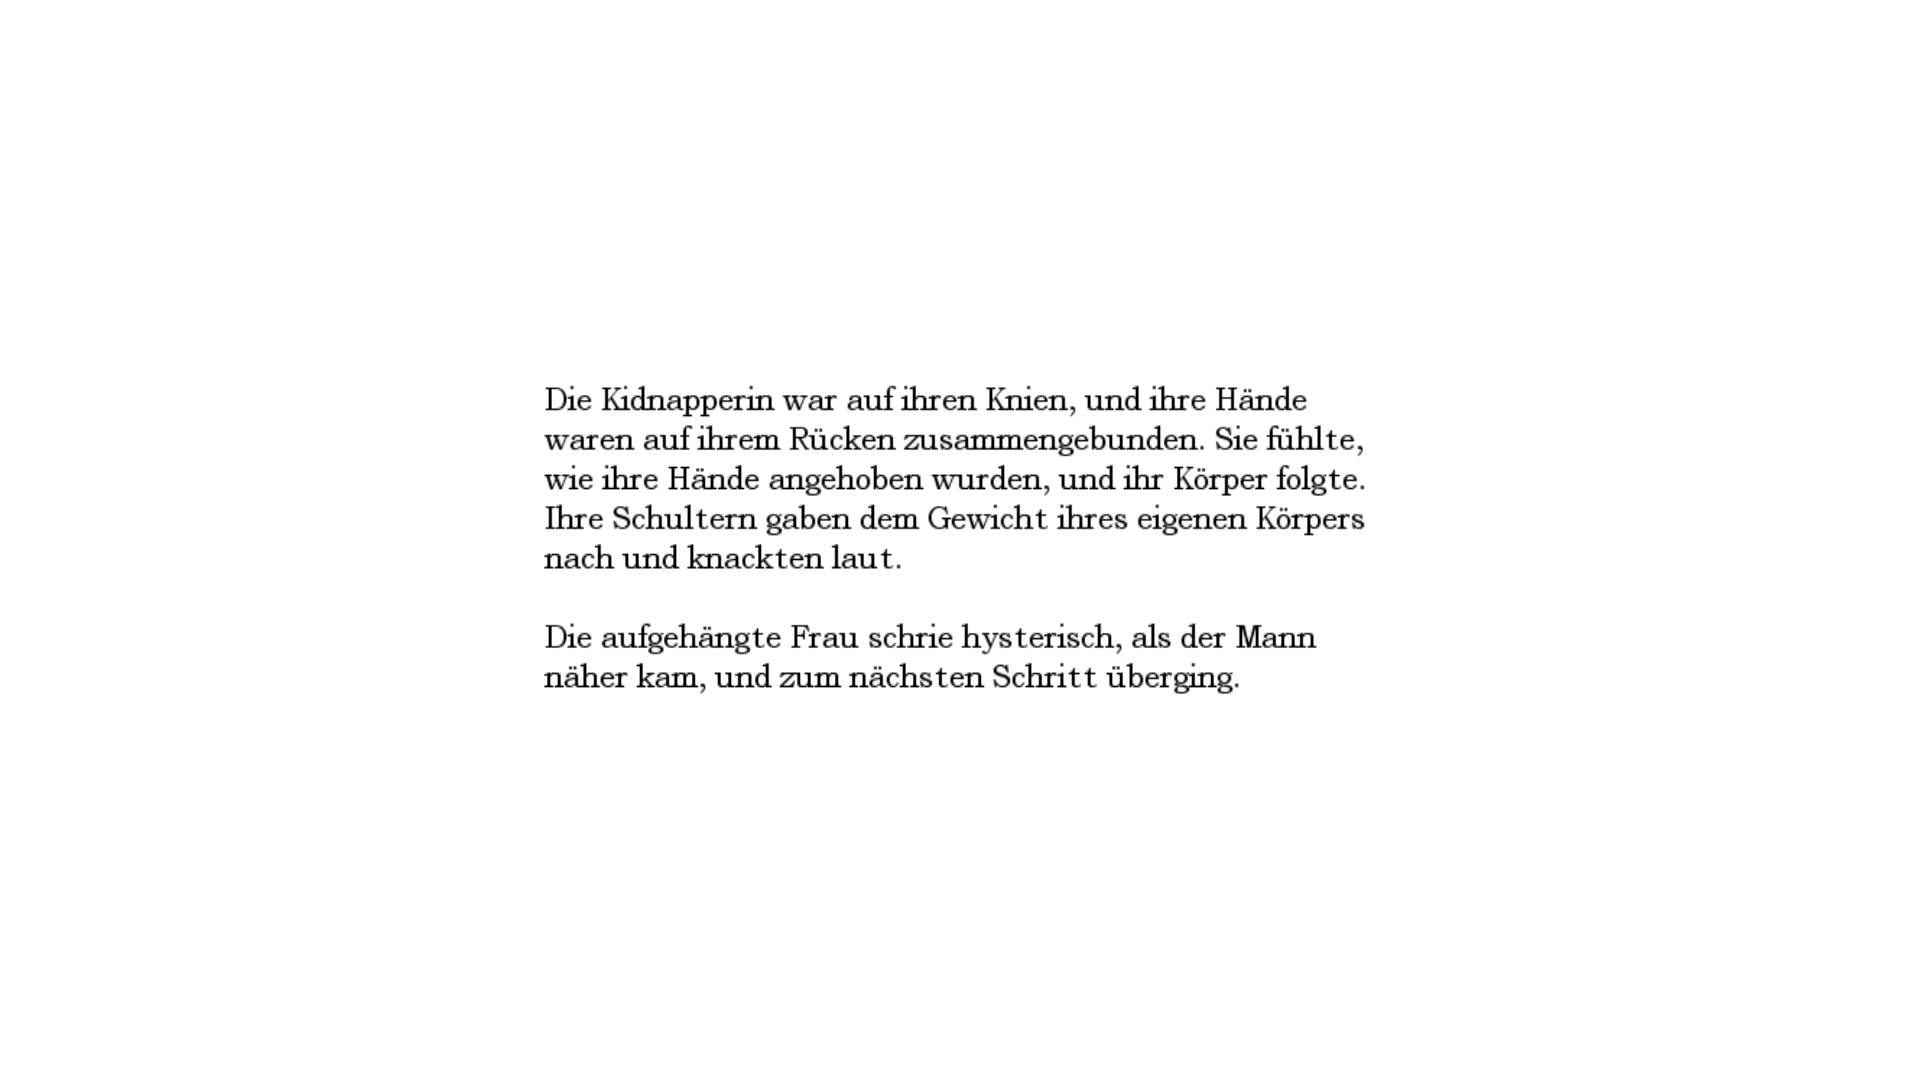 Die Kidnapperin war auf ihren Knien, und ihre Hände
waren auf ihrem Rücken zusammengebunden. Sie fühlte,
wie ihre Hände angehoben wurden, und ihr Körper folgte.
Ihre Schultern gaben dem Gewicht ihres eigenen Körpers
nach und knackten laut.
Die aufgehängte Frau schrie hysterisch, als der Mann
näher kam, und zum nächsten Schritt überging.